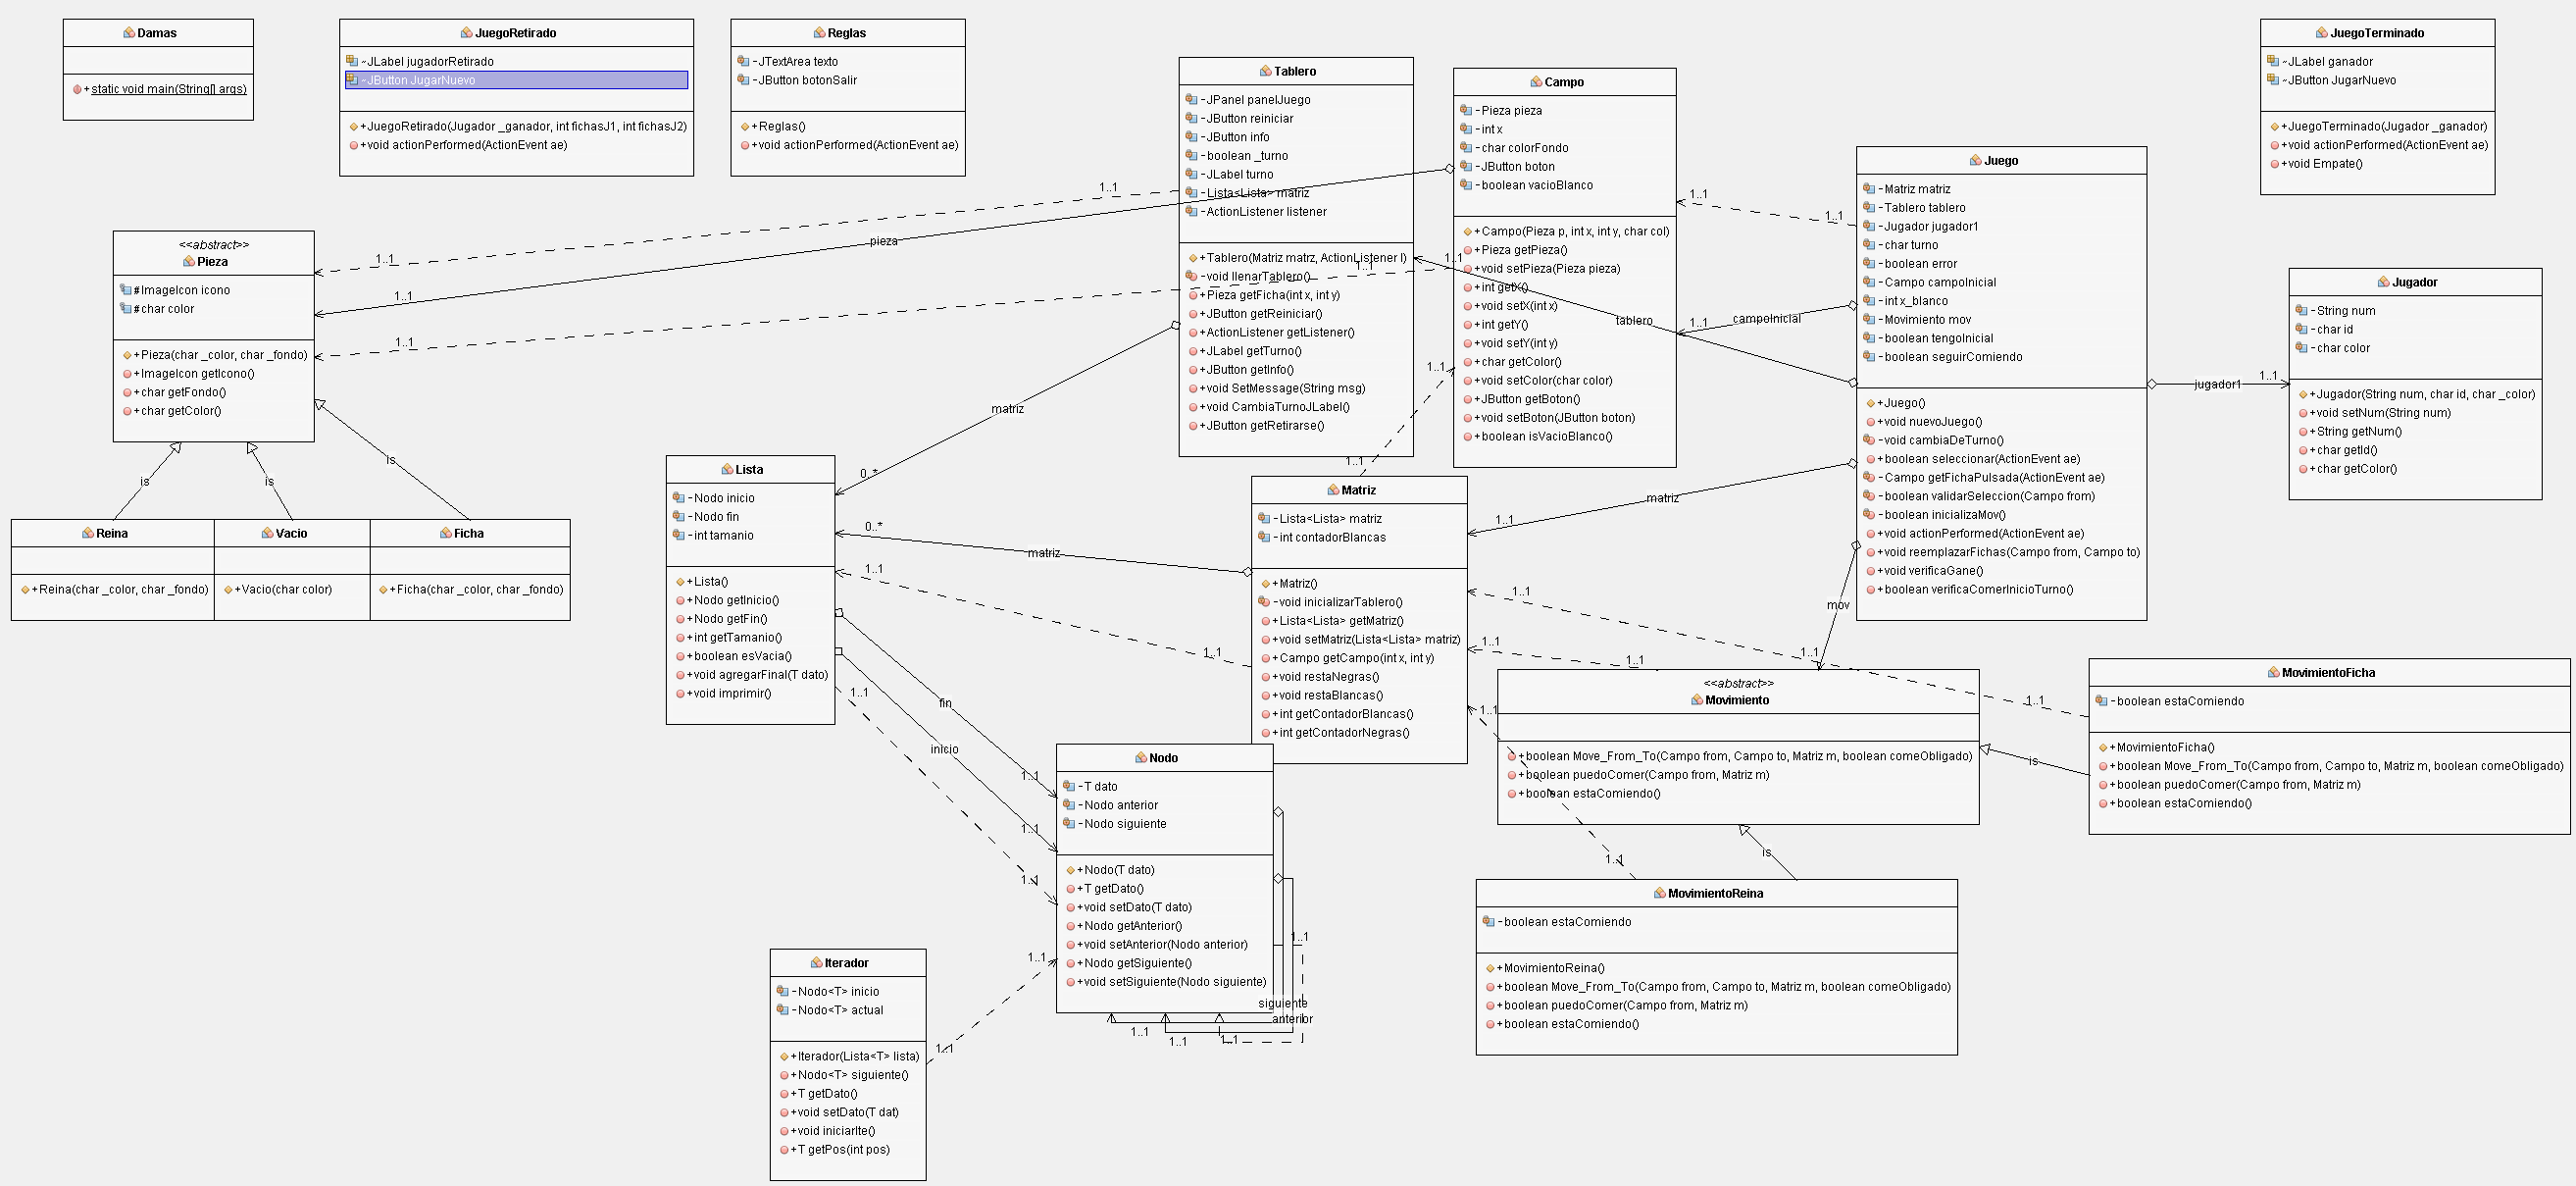 Damas
+static void main(String[] args)
JuegoRetirado
~JLabel jugadorRetirado
~JButton JugarNuevo
+JuegoRetirado(Jugador _ganador, int fichasJ1, int fichasJ2)
+void actionPerformed(ActionEvent ae)
Reglas
-JTextArea texto
-JButton botonSalir
+Reglas()
+void actionPerformed(ActionEvent ae)
Tablero
-JPanel panelJuego
-JButton reiniciar
-JButton info
-boolean _turno
-JLabel turno
-Lista<Lista> matriz
-ActionListener listener
+Tablero(Matriz matrz, ActionListener l)
-void llenarTablero()
+Pieza getFicha(int x, int y)
+JButton getReiniciar()
+ActionListener getListener()
+JLabel getTurno()
+JButton getInfo()
+void SetMessage(String msg)
+void CambiaTurnoJLabel()
+JButton getRetirarse()
Campo
-Pieza pieza
-int x
-char colorFondo
-JButton boton
-boolean vacioBlanco
+Campo(Pieza p, int x, int y, char col)
+Pieza getPieza()
+void setPieza(Pieza pieza)
+int getX()
+void setX(int x)
+int getY()
+void setY(int y)
+char getColor()
+void setColor(char color)
+JButton getBoton()
+void setBoton(JButton boton)
+boolean isVacioBlanco()
Juego
-Matriz matriz
-Tablero tablero
-Jugador jugador1
-char turno
-boolean error
-Campo campoInicial
-int x_blanco
-Movimiento mov
-boolean tengoInicial
-boolean seguirComiendo
+Juego()
+void nuevoJuego()
-void cambiaDeTurno()
+boolean seleccionar(ActionEvent ae)
-Campo getFichaPulsada(ActionEvent ae)
-boolean validarSeleccion(Campo from)
-boolean inicializaMov()
+void actionPerformed(ActionEvent ae)
+void reemplazarFichas(Campo from, Campo to)
+void verificaGane()
+boolean verificaComerInicioTurno()
JuegoTerminado
~JLabel ganador
~JButton JugarNuevo
+JuegoTerminado(Jugador _ganador)
+void actionPerformed(ActionEvent ae)
+void Empate()
Jugador
-String num
-char id
-char color
+Jugador(String num, char id, char _color)
+void setNum(String num)
+String getNum()
+char getId()
+char getColor()
<<abstract>>
Pieza
#ImageIcon icono
#char color
+Pieza(char _color, char _fondo)
+ImageIcon getIcono()
+char getFondo()
+char getColor()
1..1
1..1
pieza
1..1
1..1
1..1
1..1
1..1
1..1
tablero
1..1
campoInicial
jugador1
1..1
1..1
1..1
is
is
is
Reina
+Reina(char _color, char _fondo)
Vacio
+Vacio(char color)
Ficha
+Ficha(char _color, char _fondo)
matriz
0..*
Lista
-Nodo inicio
-Nodo fin
-int tamanio
+Lista()
+Nodo getInicio()
+Nodo getFin()
+int getTamanio()
+boolean esVacia()
+void agregarFinal(T dato)
+void imprimir()
0..*
matriz
1..1
1..1
Matriz
-Lista<Lista> matriz
-int contadorBlancas
+Matriz()
-void inicializarTablero()
+Lista<Lista> getMatriz()
+void setMatriz(Lista<Lista> matriz)
+Campo getCampo(int x, int y)
+void restaNegras()
+void restaBlancas()
+int getContadorBlancas()
+int getContadorNegras()
matriz
1..1
1..1
1..1
1..1
1..1
1..1
1..1
1..1
mov
<<abstract>>
Movimiento
+boolean Move_From_To(Campo from, Campo to, Matriz m, boolean comeObligado)
+boolean puedoComer(Campo from, Matriz m)
+boolean estaComiendo()
is
MovimientoFicha
-boolean estaComiendo
+MovimientoFicha()
+boolean Move_From_To(Campo from, Campo to, Matriz m, boolean comeObligado)
+boolean puedoComer(Campo from, Matriz m)
+boolean estaComiendo()
is
MovimientoReina
-boolean estaComiendo
+MovimientoReina()
+boolean Move_From_To(Campo from, Campo to, Matriz m, boolean comeObligado)
+boolean puedoComer(Campo from, Matriz m)
+boolean estaComiendo()
1..1
fin
inicio
1..1
1..1
1..1
Nodo
-T dato
-Nodo anterior
-Nodo siguiente
+Nodo(T dato)
+T getDato()
+void setDato(T dato)
+Nodo getAnterior()
+void setAnterior(Nodo anterior)
+Nodo getSiguiente()
+void setSiguiente(Nodo siguiente)
1..1
siguiente
anterior
1..1
1..1
1..1
Iterador
-Nodo<T> inicio
-Nodo<T> actual
+Iterador(Lista<T> lista)
+Nodo<T> siguiente()
+T getDato()
+void setDato(T dat)
+void iniciarIte()
+T getPos(int pos)
1..1
1..1